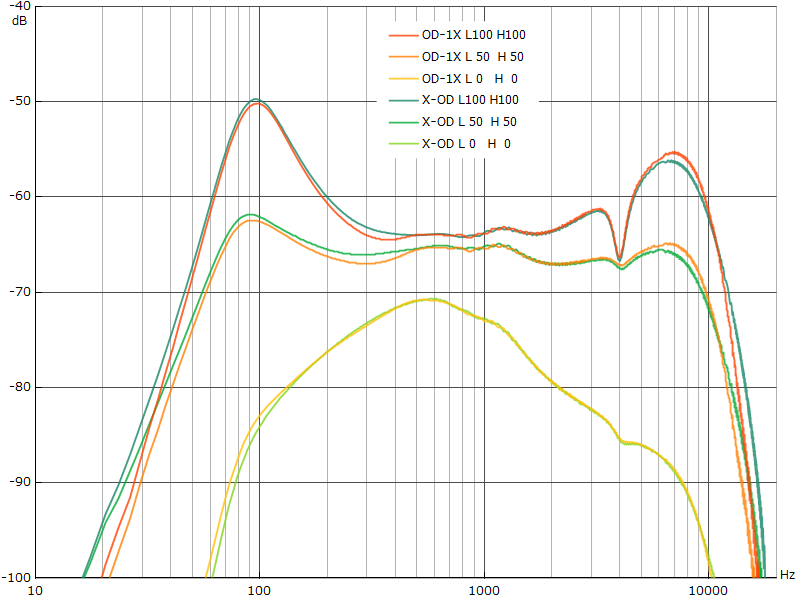 -40
dB
OD-1X L100 H100
OD-1X L 50 H 50
OD-1X L 0 H 0
-50
X-OD L100 H100
X-OD L 50 H 50
X-OD L 0 H 0
-60
-70
-80
-90
-100
Hz
10 100 1000 10000